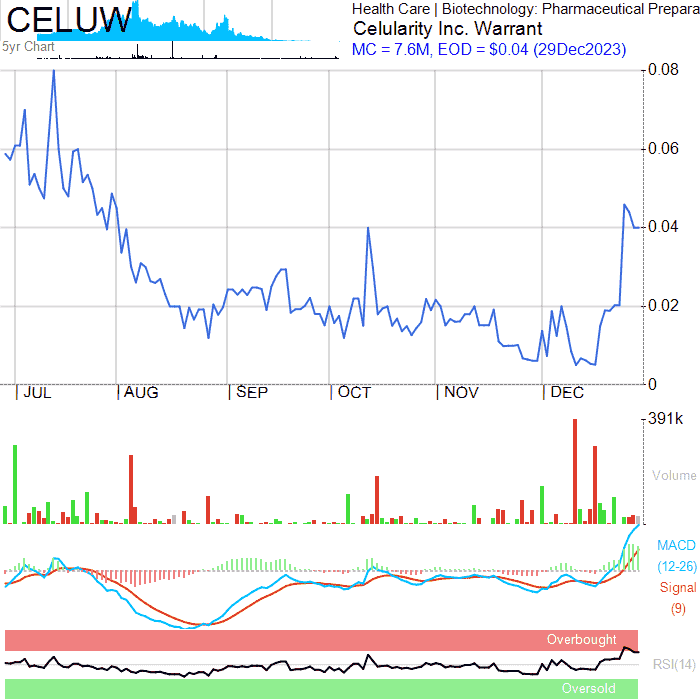 CELUW
5yr Chart
Health Care | Biotechnology: Pharmaceutical Prepara
Celularity Inc. Warrant
MC = 7.6M, EOD = $0.04 (29Dec2023)
0.08
0.06
0.04
0.02
0
JUL
AUG
SEP
OCT
NOV
DEC
391k
Volume
MACD
(12-26)
Signal
(9)
Overbought
RSI(14)
Oversold